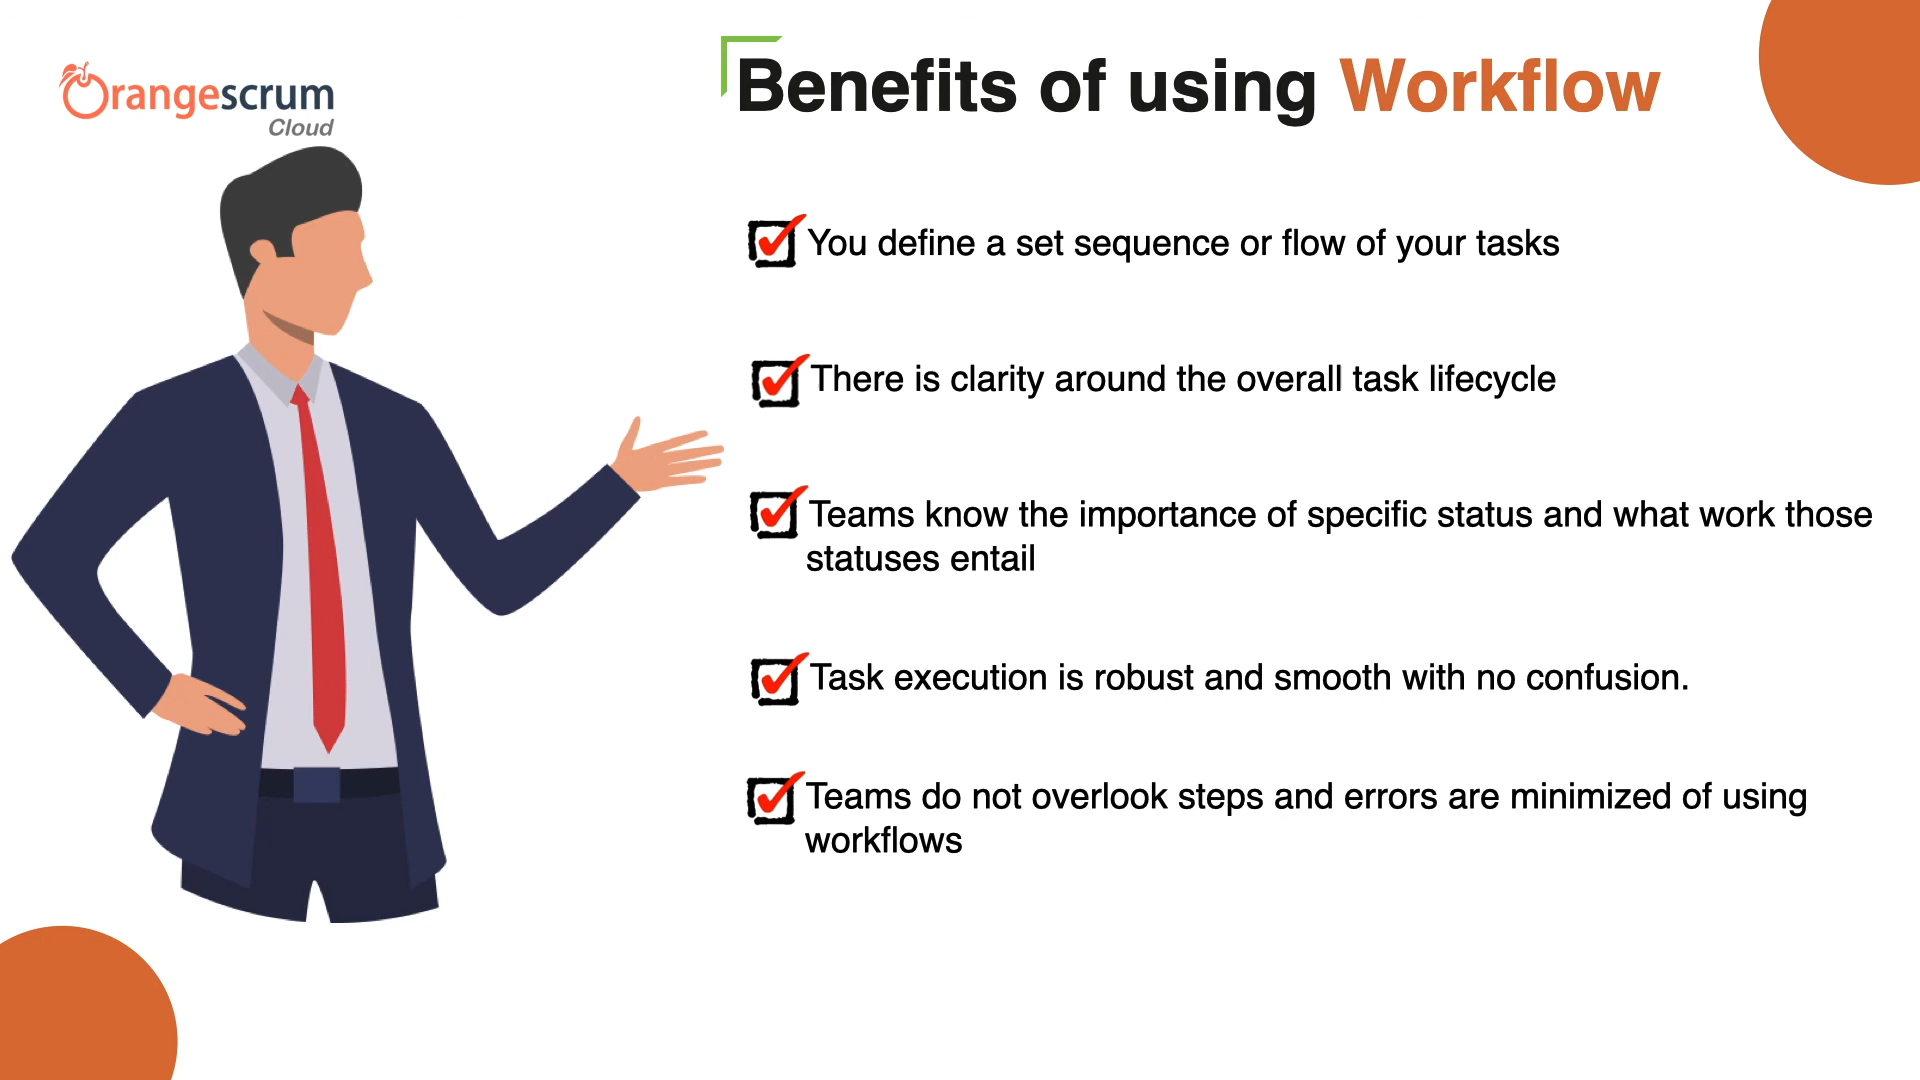 Orangescrum
Cloud
Benefits of using Workflow
You define a set sequence or flow of your tasks
There is clarity around the overall task lifecycle
Teams know the importance of specific status and what work those
statuses entail
Task execution is robust and smooth with no confusion.
Teams do not overlook steps and errors are minimized of using
workflows